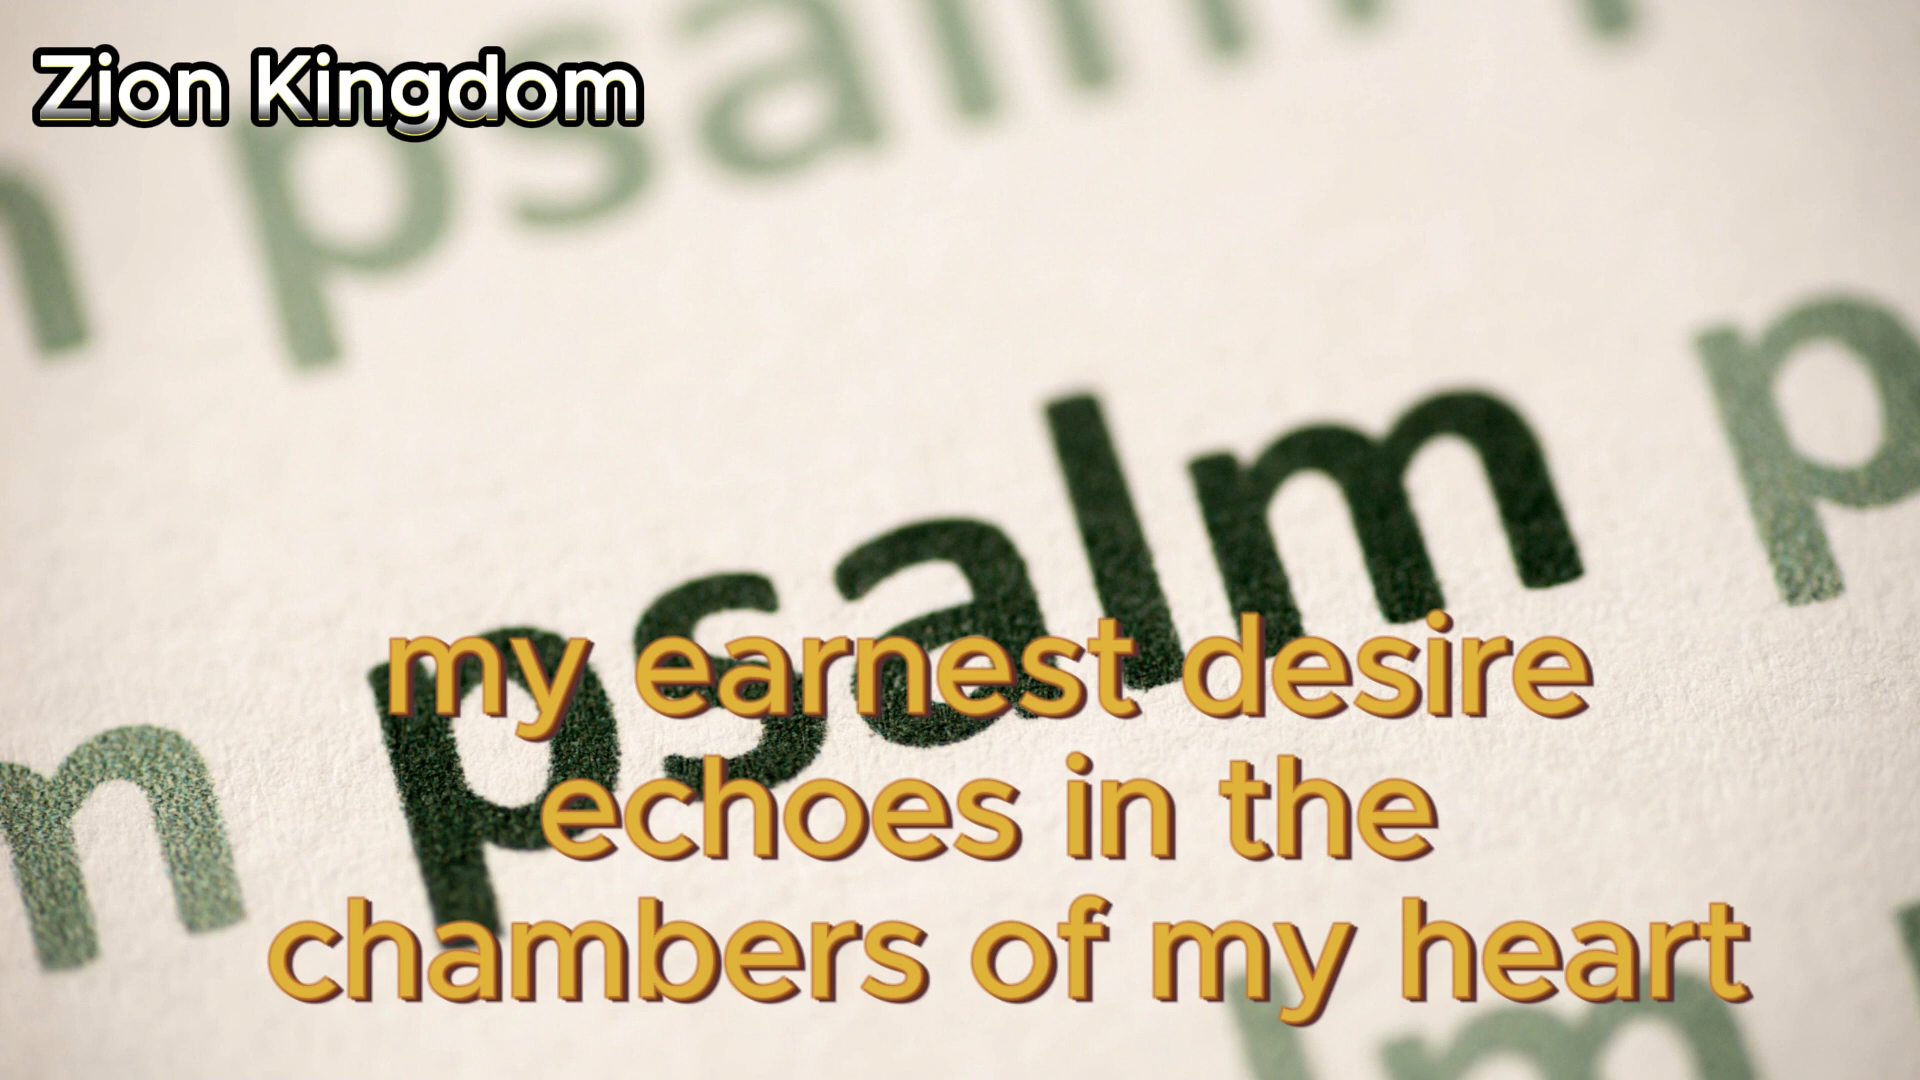 Zion Kingdom
psalm
psalm
my earnest desire
echoes in the
chambers of my heart